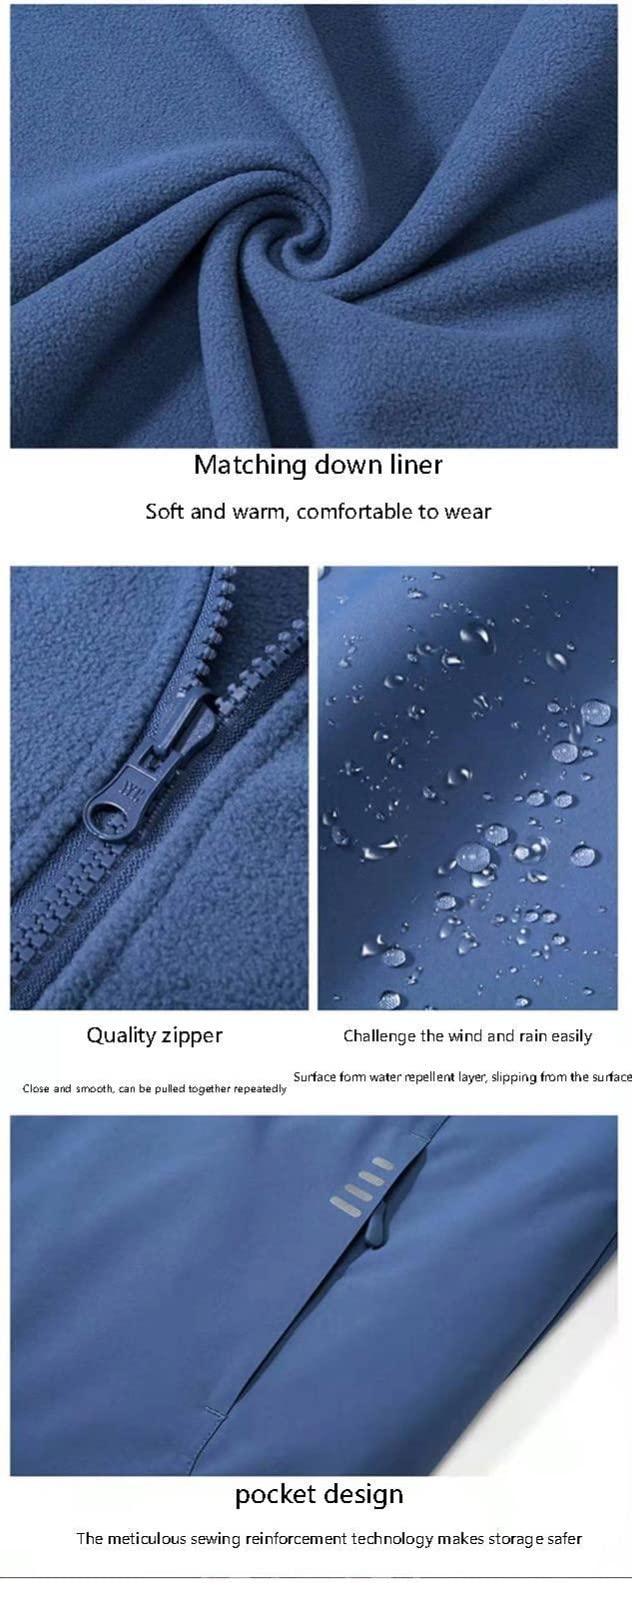 Matching down liner
Soft and warm, comfortable to wear
Quality zipper
Challenge the wind and rain easily
Surface form water repellent layer, slipping from the surface
Close and smooth, can be pulled together repeatedly
pocket design
The meticulous sewing reinforcement technology makes storage safer